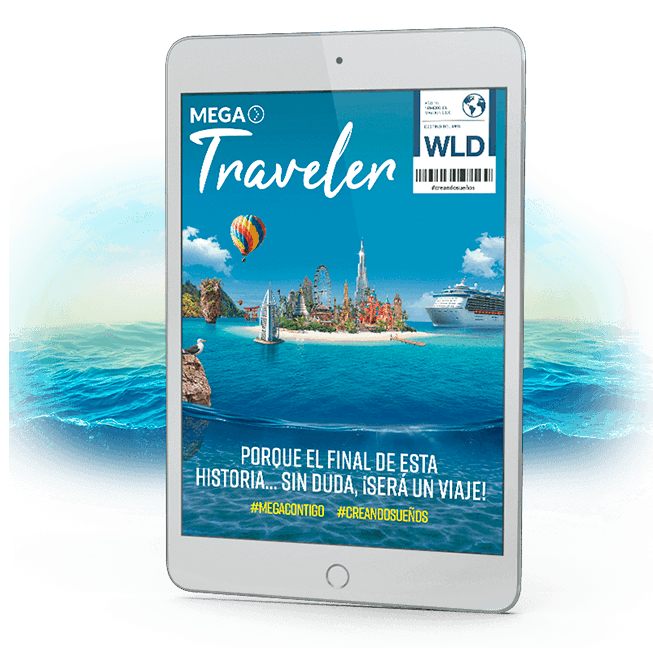 MEGA
Traveler
WLD
#creandosueños
PORQUE EL FINAL DE ESTA
HISTORIA... SIN DUDA, ¡SERÁ UN VIAJE!
#MEGACONTIGO #CREANDOSUEÑOS